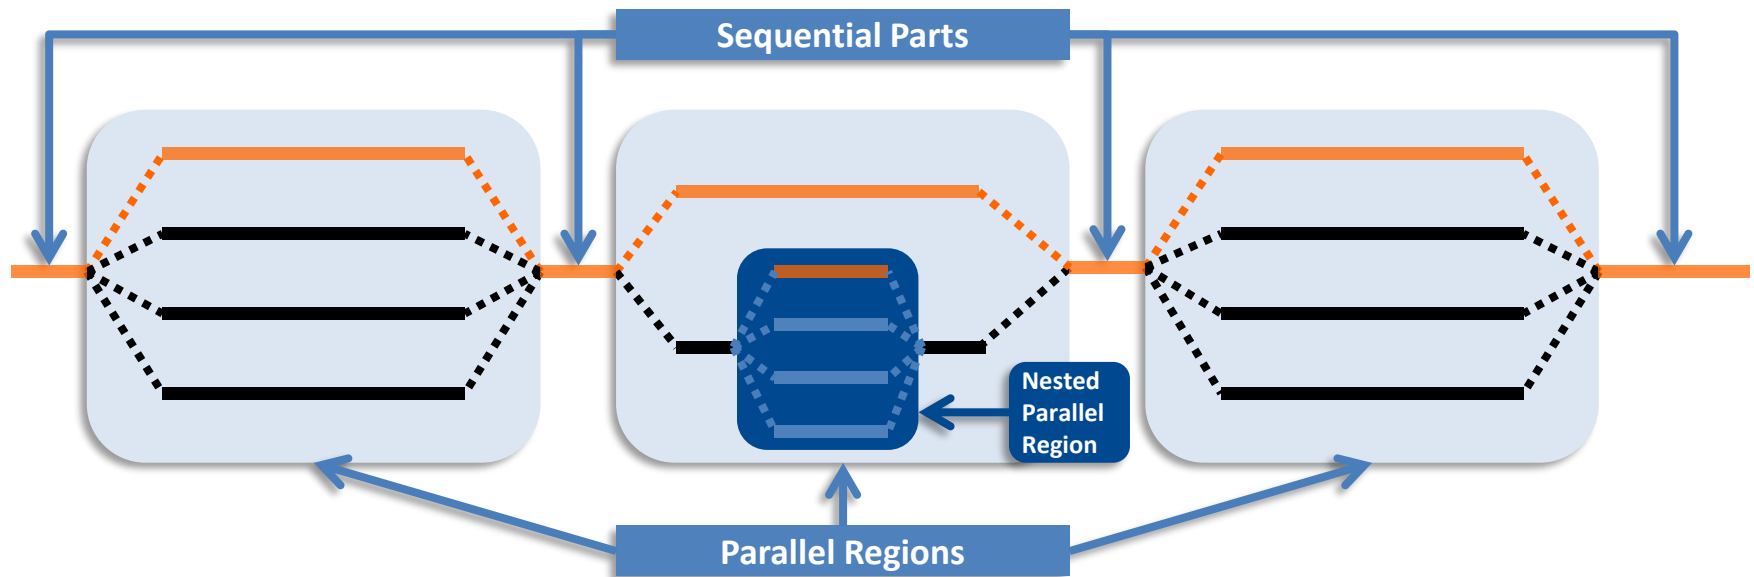 Sequential Parts
Nested
Parallel
Region
Parallel Regions